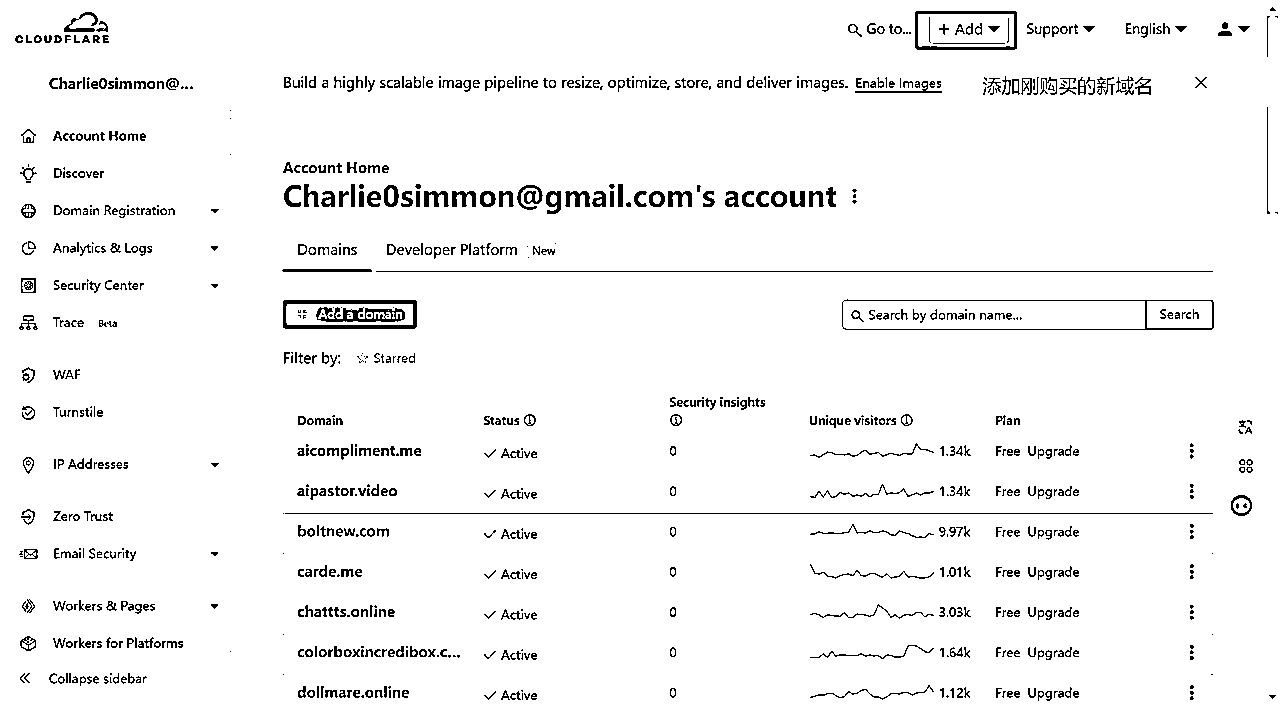 CLOUDFLARE
Go to...
+ Add
Support
English
Charlie0simmon@...
Build a highly scalable image pipeline to resize, optimize, store, and deliver images. Enable Images
添加刚购买的新域名
Account Home
Discover
Domain Registration
Analytics & Logs
Security Center
Trace Beta
WAF
Turnstile
IP Addresses
Zero Trust
Email Security
Workers & Pages
Workers for Platforms
Collapse sidebar
Account Home
Charlie0simmon@gmail.com's account
Domains Developer Platform New
Add a domain
Search by domain name... Search
Filter by: Starred
Domain Status Security insights Unique visitors Plan
aicompliment.me Active 0 1.34k Free Upgrade
aipastor.video Active 0 1.34k Free Upgrade
boltnew.com Active 0 9.97k Free Upgrade
carde.me Active 0 1.01k Free Upgrade
chattts.online Active 0 3.03k Free Upgrade
colorboxincredibox.c... Active 0 1.64k Free Upgrade
dollmare.online Active 0 1.12k Free Upgrade